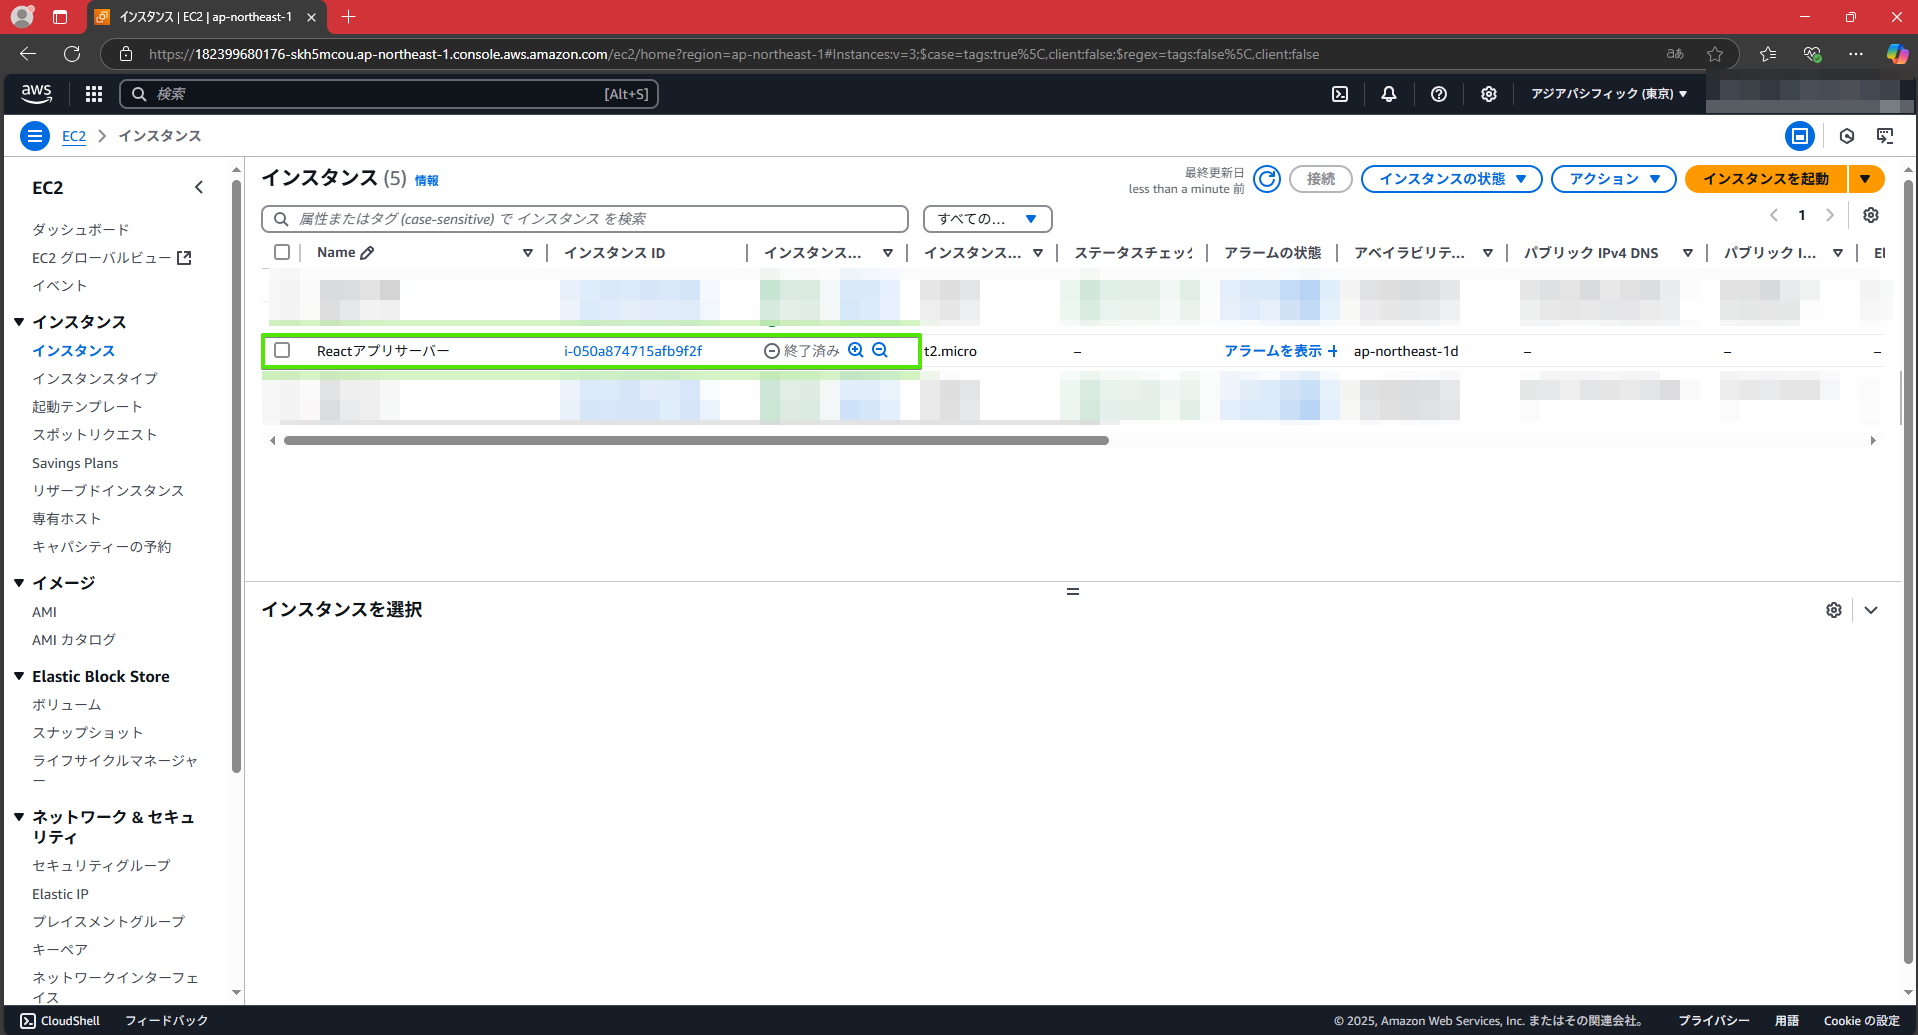 インスタンス | EC2 | ap-northeast-1
https://182399680176-skh5mcou.ap-northeast-1.console.aws.amazon.com/ec2/home?region=ap-northeast-1#Instances:v=3;$case=tags:true%5C,client:false;$regex=tags:false%5C,client:false
aあ
aws
検索
[Alt+S]
アジアパシフィック (東京)
EC2
インスタンス
EC2
ダッシュボード
EC2 グローバルビュー
イベント
インスタンス
インスタンス
インスタンスタイプ
起動テンプレート
スポットリクエスト
Savings Plans
リザーブドインスタンス
専有ホスト
キャパシティーの予約
イメージ
AMI
AMI カタログ
Elastic Block Store
ボリューム
スナップショット
ライフサイクルマネージャ
ー
ネットワーク & セキュ
リティ
セキュリティグループ
Elastic IP
プレイスメントグループ
キーペア
ネットワークインターフェ
イス
インスタンス (5) 情報
最終更新日
less than a minute 前
接続
インスタンスの状態
アクション
インスタンスを起動
属性またはタグ (case-sensitive) で インスタンス を検索
すべての...
1
Name
インスタンス ID
インスタンス...
インスタンス...
ステータスチェック
アラームの状態
アベイラビリテ...
パブリック IPv4 DNS
パブリック I...
El
Reactアプリサーバー
i-050a874715afb9f2f
終了済み
t2.micro
–
アラームを表示 +
ap-northeast-1d
–
–
–
インスタンスを選択
CloudShell
フィードバック
© 2025, Amazon Web Services, Inc. またはその関連会社。
プライバシー
用語
Cookie の設定